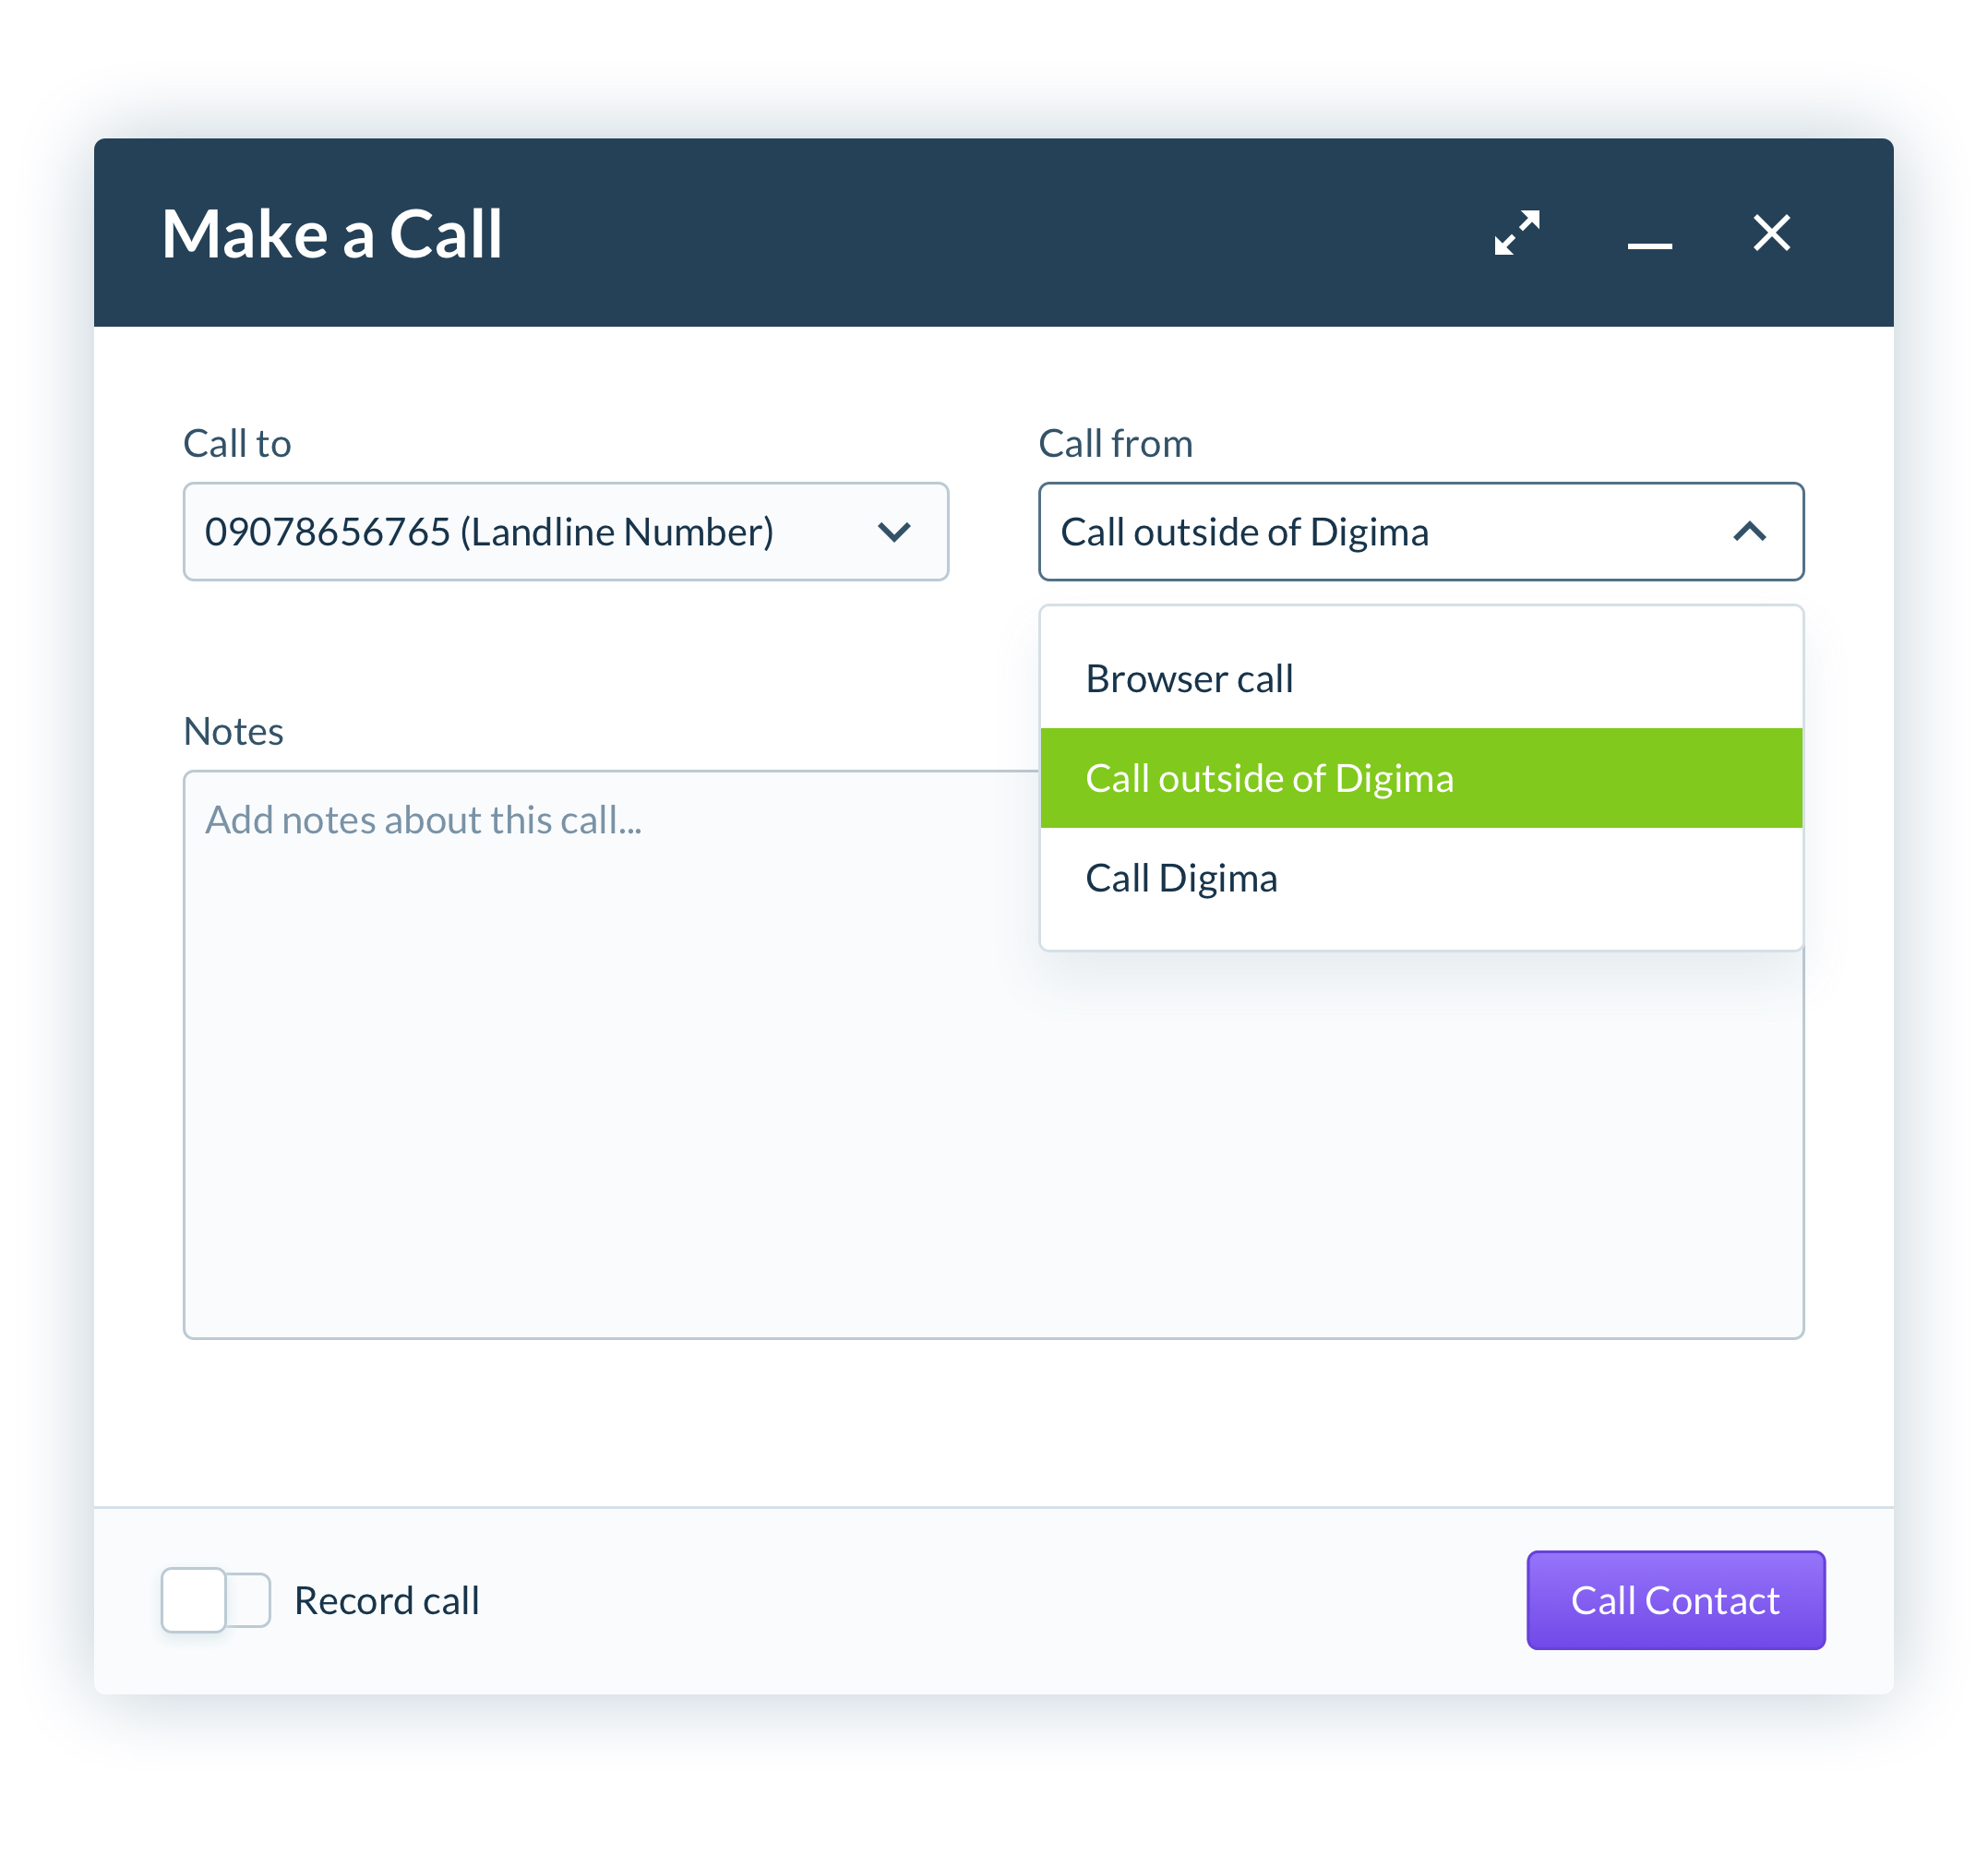 Make a Call
Call to
Call from
09078656765 (Landline Number)
Call outside of Digima
Browser call
Call outside of Digima
Call Digima
Notes
Add notes about this call...
Record call
Call Contact